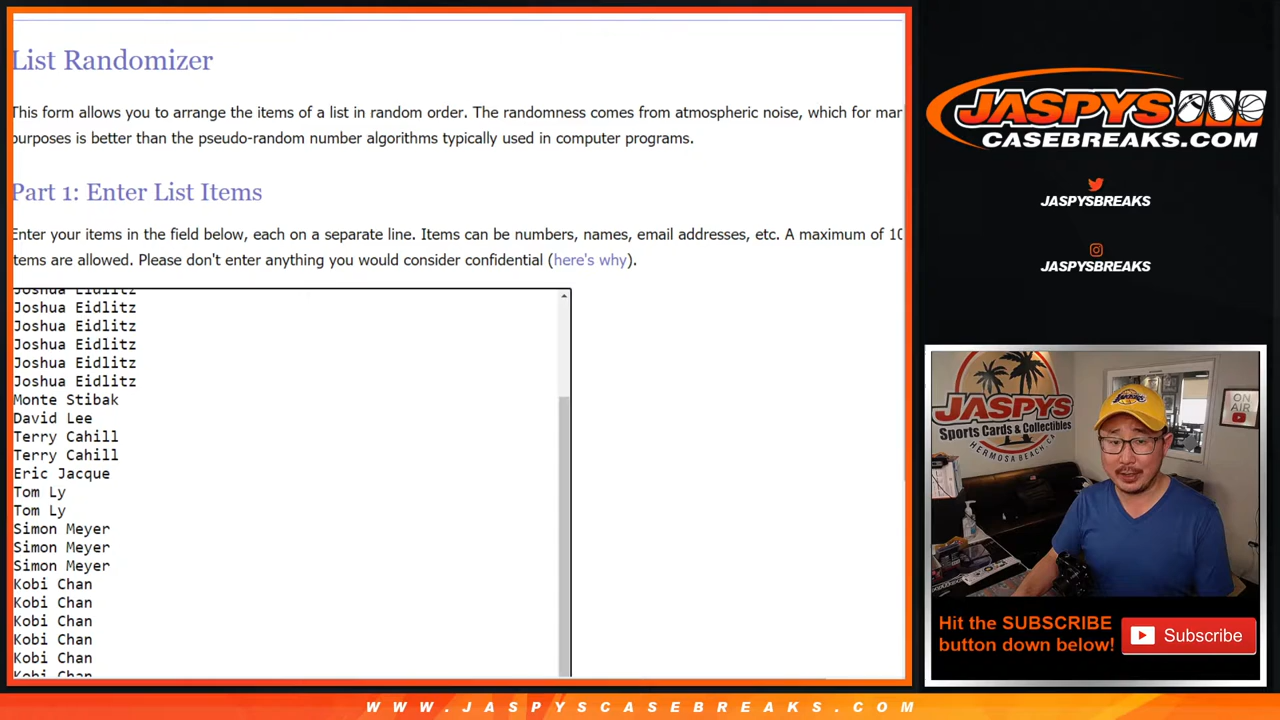 List Randomizer
This form allows you to arrange the items of a list in random order. The randomness comes from atmospheric noise, which for mar
purposes is better than the pseudo-random number algorithms typically used in computer programs.
Part 1: Enter List Items
Enter your items in the field below, each on a separate line. Items can be numbers, names, email addresses, etc. A maximum of 10
items are allowed. Please don't enter anything you would consider confidential (here's why).
Joshua Eidlitz
Joshua Eidlitz
Joshua Eidlitz
Joshua Eidlitz
Joshua Eidlitz
Joshua Eidlitz
Monte Stibak
David Lee
Terry Cahill
Terry Cahill
Eric Jacque
Tom Ly
Tom Ly
Simon Meyer
Simon Meyer
Simon Meyer
Kobi Chan
Kobi Chan
Kobi Chan
Kobi Chan
Kobi Chan
Kobi Chan
JASPYS
CASEBREAKS.COM
JASPYSBREAKS
JASPYSBREAKS
JASPYS
Sports Cards & Collectibles
HERMOSA BEACH, CA
ON
AIR
Hit the SUBSCRIBE
button down below!
Subscribe
WWW.JASPYSCASEBREAKS.COM